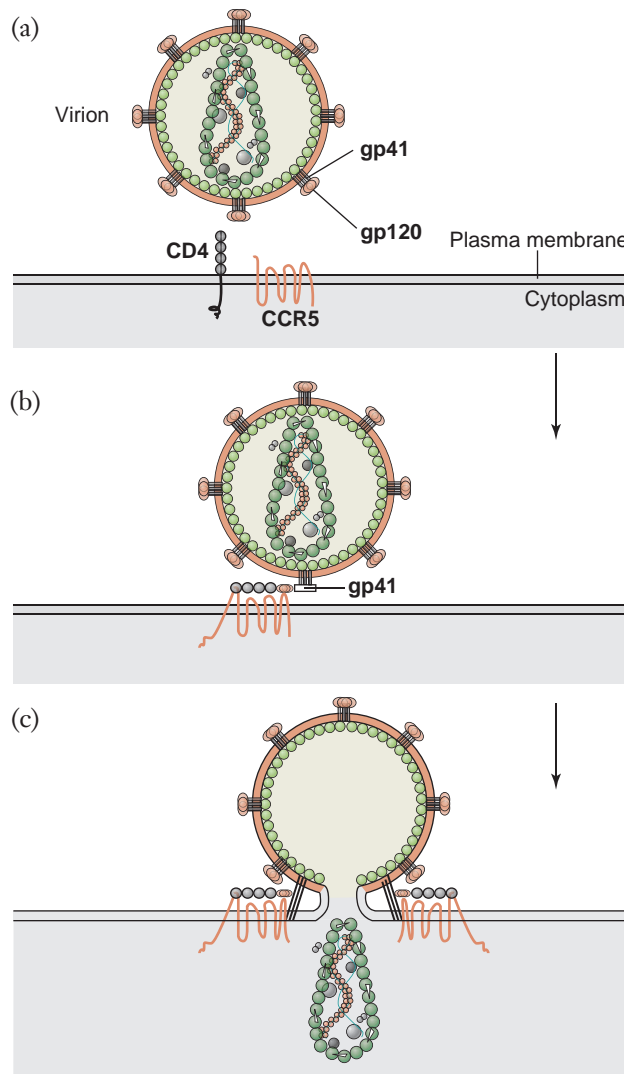 (a)
Virion
gp41
gp120
CD4
Plasma membrane
Cytoplasm
CCR5
(b)
gp41
(c)